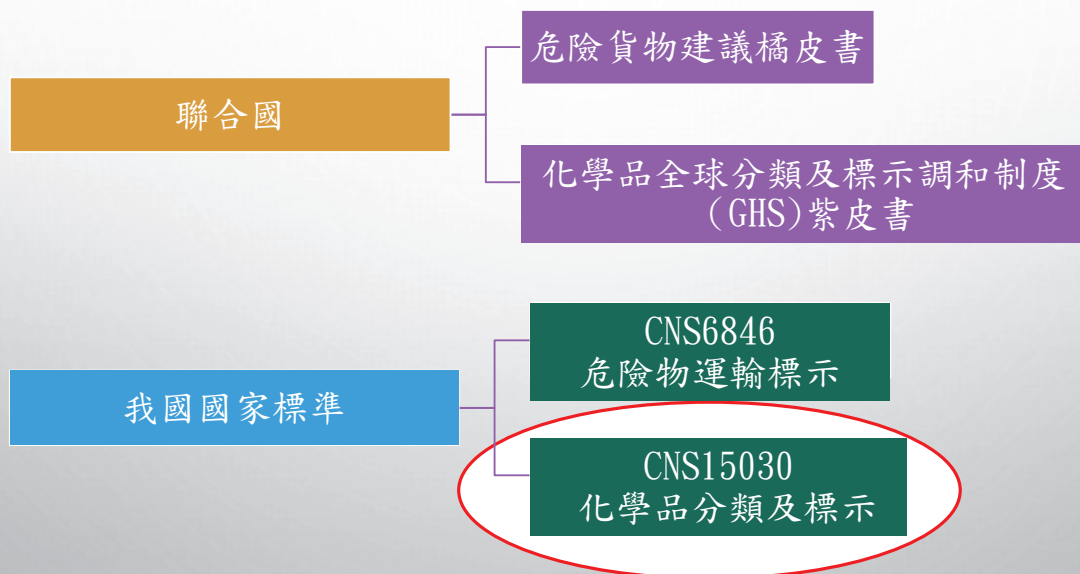 危險貨物建議橘皮書
聯合國
化學品全球分類及標示調和制度
(GHS)紫皮書
CNS6846
危險物運輸標示
我國國家標準
CNS15030
化學品分類及標示